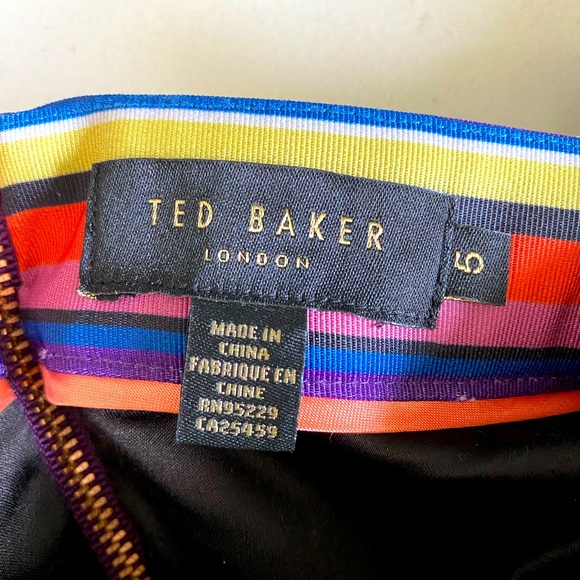 TED BAKER
LONDON
5
MADE IN
CHINA
FABRIQUE EN
CHINE
RN95229
CA25459